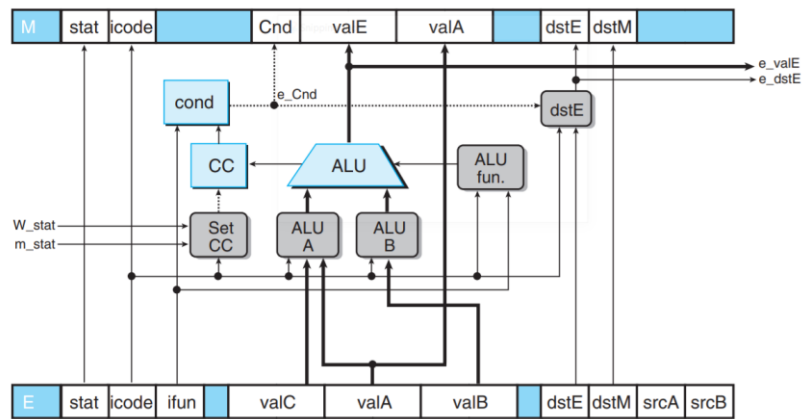 M stat icode Cnd valE valA dstE dstM
e_valE
e_dstE
e_Cnd
cond
dstE
CC
ALU
ALU
fun.
W_stat
m_stat
Set
CC
ALU
A
ALU
B
E stat icode ifun valC valA valB dstE dstM srcA srcB